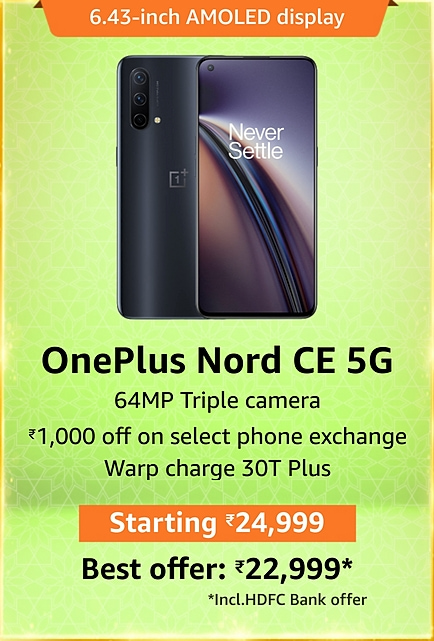 6.43-inch AMOLED display
Never
Settle
OnePlus Nord CE 5G
64MP Triple camera
₹1,000 off on select phone exchange
Warp charge 30T Plus
Starting ₹24,999
Best offer: ₹22,999*
*Incl.HDFC Bank offer